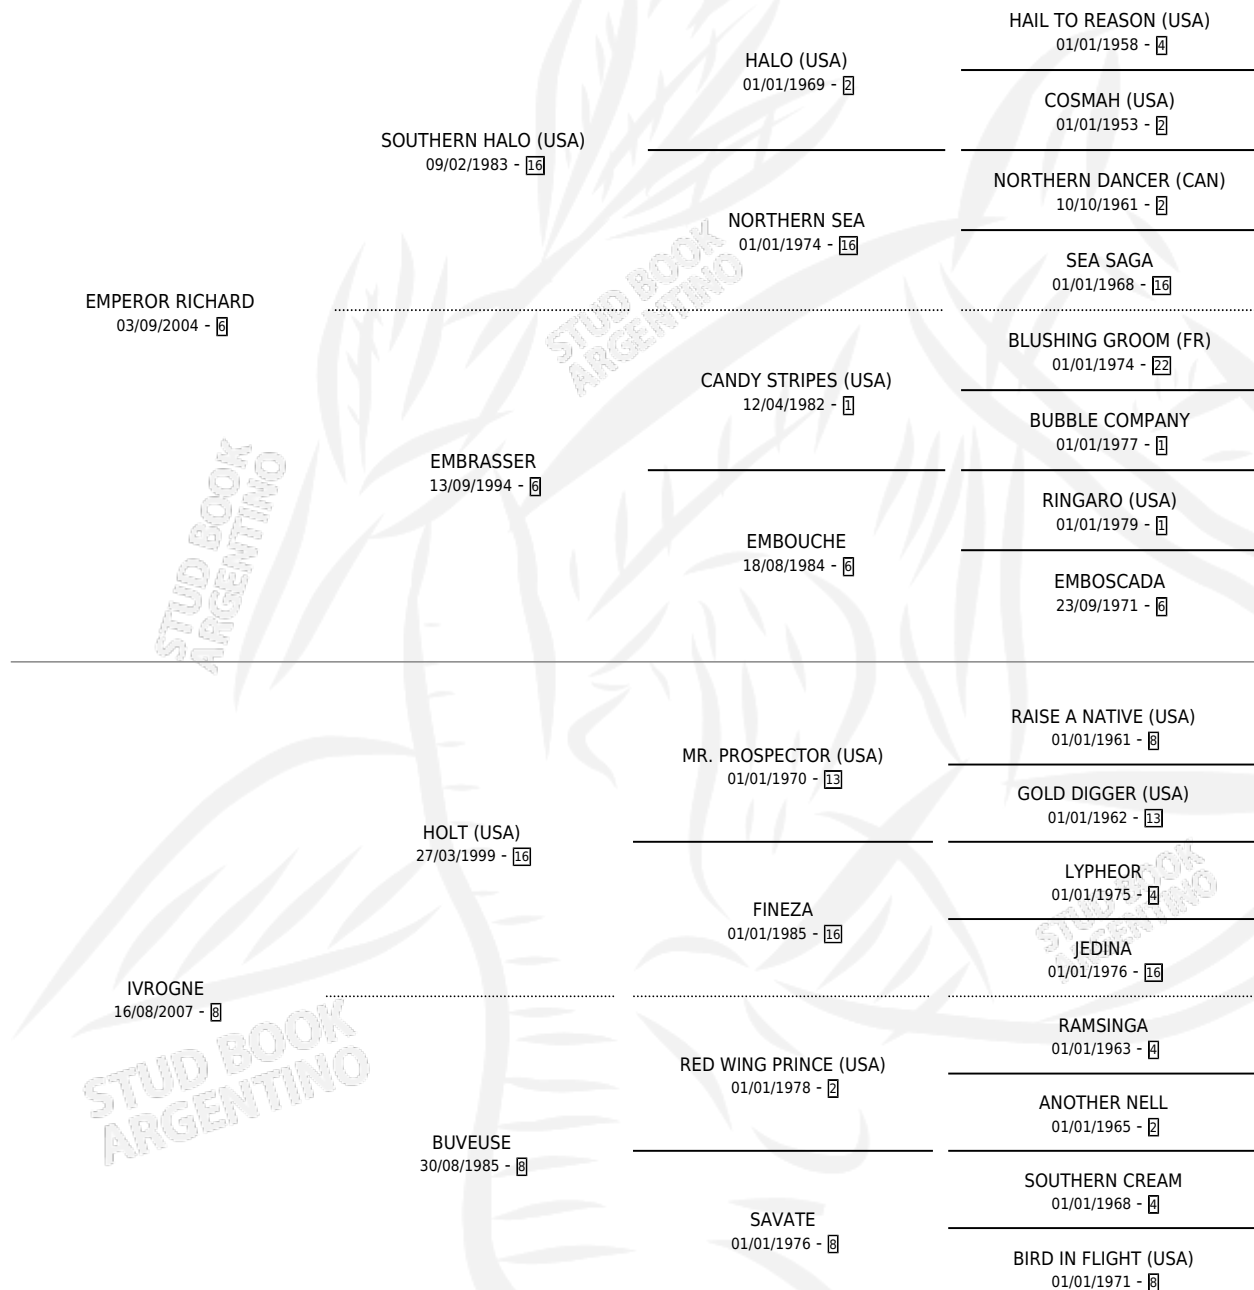 HAIL TO REASON (USA)
01/01/1958 - 4
HALO (USA)
01/01/1969 - 2
COSMAH (USA)
01/01/1953 - 2
SOUTHERN HALO (USA)
09/02/1983 - 16
NORTHERN DANCER (CAN)
10/10/1961 - 2
NORTHERN SEA
01/01/1974 - 16
SEA SAGA
01/01/1968 - 16
EMPEROR RICHARD
03/09/2004 - 6
BLUSHING GROOM (FR)
01/01/1974 - 22
CANDY STRIPES (USA)
12/04/1982 - 1
BUBBLE COMPANY
01/01/1977 - 1
EMBRASSER
13/09/1994 - 6
RINGARO (USA)
01/01/1979 - 1
EMBOUCHE
18/08/1984 - 6
EMBOSCADA
23/09/1971 - 6
STUD BOOK
ARGENTINO
STUD BOOK
ARGENTINO
RAISE A NATIVE (USA)
01/01/1961 - 8
MR. PROSPECTOR (USA)
01/01/1970 - 13
GOLD DIGGER (USA)
01/01/1962 - 13
HOLT (USA)
27/03/1999 - 16
LYPHEOR
01/01/1975 - 4
FINEZA
01/01/1985 - 16
JEDINA
01/01/1976 - 16
IVROGNE
16/08/2007 - 8
RAMSINGA
01/01/1963 - 4
RED WING PRINCE (USA)
01/01/1978 - 2
ANOTHER NELL
01/01/1965 - 2
BUVEUSE
30/08/1985 - 8
SOUTHERN CREAM
01/01/1968 - 4
SAVATE
01/01/1976 - 8
BIRD IN FLIGHT (USA)
01/01/1971 - 8
STUD BOOK
ARGENTINO
STUD BOOK
ARGENTINO